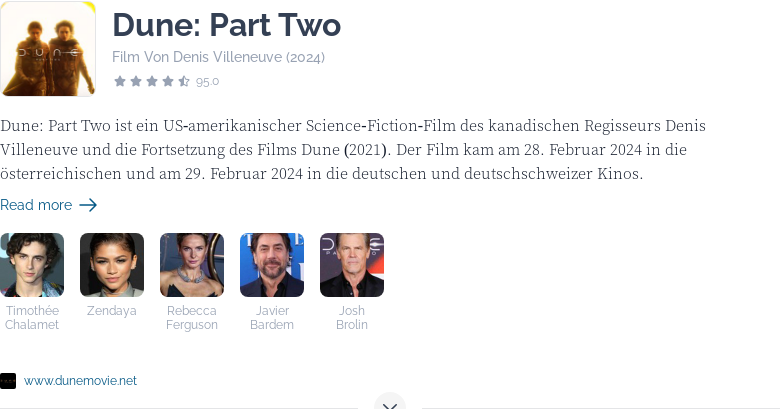 DUNE
Dune: Part Two
Film Von Denis Villeneuve (2024)
95.0
Dune: Part Two ist ein US-amerikanischer Science-Fiction-Film des kanadischen Regisseurs Denis
Villeneuve und die Fortsetzung des Films Dune (2021). Der Film kam am 28. Februar 2024 in die
österreichischen und am 29. Februar 2024 in die deutschen und deutschschweizer Kinos.
Read more
Timothée
Chalamet
Zendaya
Rebecca
Ferguson
Javier
Bardem
Josh
Brolin
www.dunemovie.net